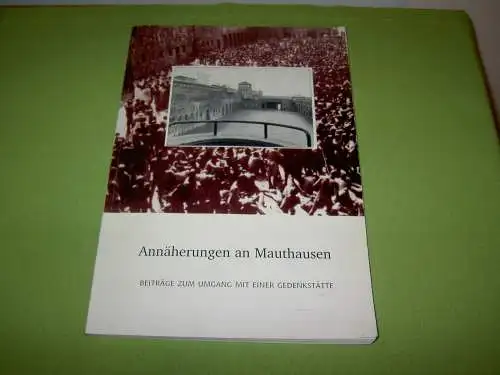 Annäherungen an Mauthausen
BEITRÄGE ZUM UMGANG MIT EINER GEDENKSTÄTTE